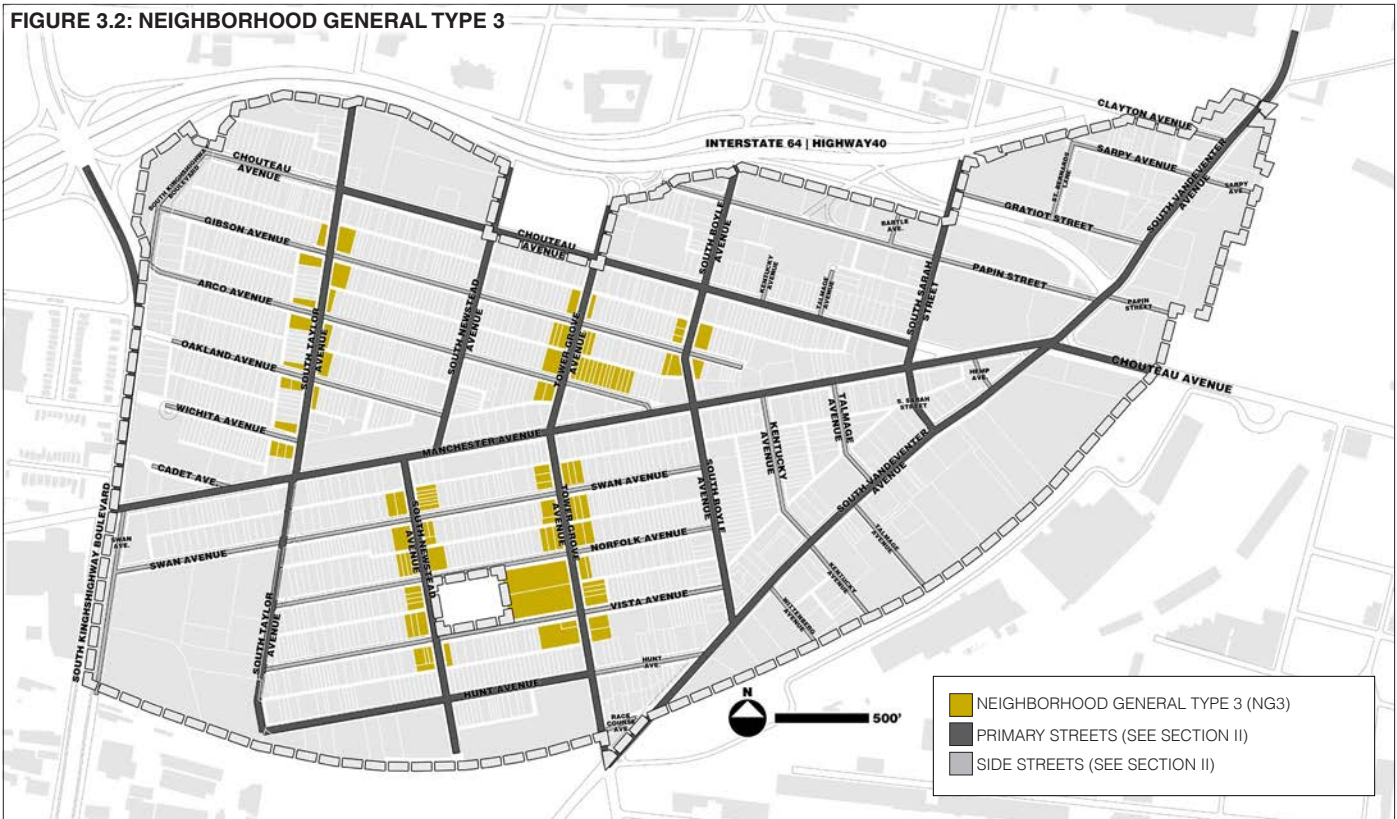 FIGURE 3.2: NEIGHBORHOOD GENERAL TYPE 3
CLAYTON AVENUE
INTERSTATE 64 | HIGHWAY40
SARPY AVENUE
ST. BERNARDS
LANE
SARPY
AVE.
SOUTH VANDEVENTER
AVENUE
CHOUTEAU
AVENUE
SOUTH KINGSHIGHWAY
BOULEVARD
GRATIOT STREET
GIBSON AVENUE
CHOUTEAU
AVENUE
SOUTH BOYLE
AVENUE
BARTLE
AVE.
KENTUCKY
AVENUE
TALMAGE
AVENUE
PAPIN STREET
PAPIN
STREET
SOUTH SARAH
STREET
ARCO AVENUE
SOUTH NEWSTEAD
AVENUE
SOUTH TAYLOR
AVENUE
TOWER GROVE
AVENUE
OAKLAND AVENUE
CHOUTEAU AVENUE
HEMP
AVE.
S. SARAH
STREET
WICHITA AVENUE
MANCHESTER AVENUE
TALMAGE
AVENUE
KENTUCKY
AVENUE
CADET AVE.
SWAN AVENUE
SOUTH BOYLE
AVENUE
SOUTH VANDEVENTER
AVENUE
TOWER GROVE
AVENUE
SOUTH NEWSTEAD
AVENUE
SWAN
AVE.
SWAN AVENUE
NORFOLK AVENUE
TALMAGE
AVENUE
KENTUCKY
AVENUE
WITTENBERG
AVENUE
VISTA AVENUE
SOUTH KINGHSHIGHWAY BOULEVARD
SOUTH TAYLOR
AVENUE
HUNT
AVE.
HUNT AVENUE
RACE
COURSE
AVE.
N
500'
NEIGHBORHOOD GENERAL TYPE 3 (NG3)
PRIMARY STREETS (SEE SECTION II)
SIDE STREETS (SEE SECTION II)